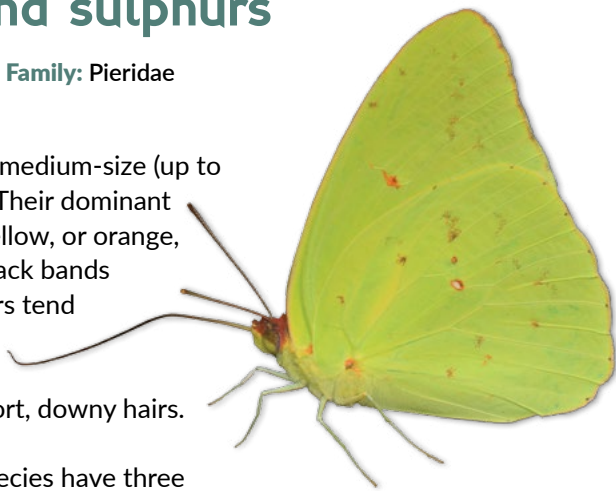 nd sulphurs
Family: Pieridae
medium-size (up to
Their dominant
llow, or orange,
ack bands
rs tend
ort, downy hairs.
ecies have three